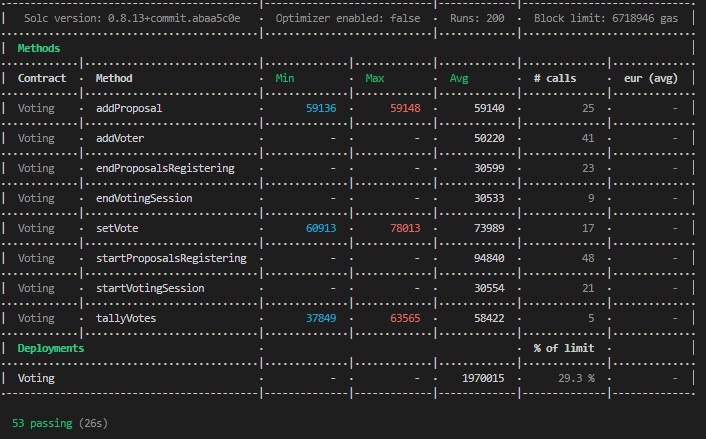 Solc version: 0.8.13+commit.abaa5c0e · Optimizer enabled: false · Runs: 200 · Block limit: 6718946 gas
Methods
Contract · Method · Min · Max · Avg · # calls · eur (avg)
Voting · addProposal · 59136 · 59148 · 59140 · 25 · -
Voting · addVoter · - · - · 50220 · 41 · -
Voting · endProposalsRegistering · - · - · 30599 · 23 · -
Voting · endVotingSession · - · - · 30533 · 9 · -
Voting · setVote · 60913 · 78013 · 73989 · 17 · -
Voting · startProposalsRegistering · - · - · 94840 · 48 · -
Voting · startVotingSession · - · - · 30554 · 21 · -
Voting · tallyVotes · 37849 · 63565 · 58422 · 5 · -
Deployments · % of limit ·
Voting · - · - · 1970015 · 29.3 % · -
53 passing (26s)